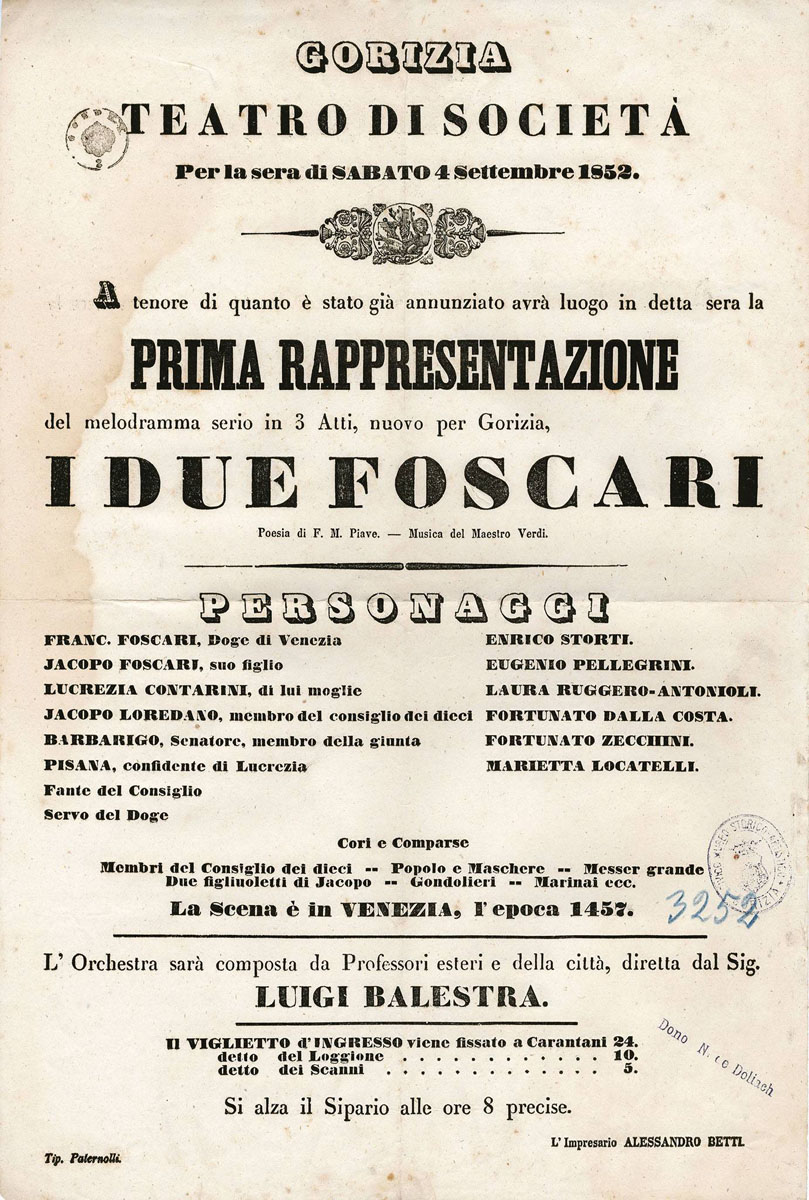 GORIZIA
TEATRO DI SOCIETÀ
Per la sera di SABATO 4 Settembre 1852.
A tenore di quanto è stato già annunziato avrà luogo in detta sera la
PRIMA RAPPRESENTAZIONE
del melodramma serio in 3 Atti, nuovo per Gorizia,
I DUE FOSCARI
Poesia di F. M. Piave. — Musica del Maestro Verdi.
PERSONAGGI
FRANC. FOSCARI, Doge di Venezia ENRICO STORTI.
JACOPO FOSCARI, suo figlio EUGENIO PELLEGRINI.
LUCREZIA CONTARINI, di lui moglie LAURA RUGGERO-ANTONIOLI.
JACOPO LOREDANO, membro del consiglio dei dieci FORTUNATO DALLA COSTA.
BARBARIGO, Senatore, membro della giunta FORTUNATO ZECCHINI.
PISANA, confidente di Lucrezia MARIETTA LOCATELLI.
Fante del Consiglio
Servo del Doge
Cori e Comparse
Membri del Consiglio dei dieci -- Popolo e Maschere -- Messer grande
Due figliuoletti di Jacopo -- Gondolieri -- Marinai ecc.
La Scena è in VENEZIA, l'epoca 1457.
3252
L' Orchestra sarà composta da Professori esteri e della città, diretta dal Sig.
LUIGI BALESTRA.
Il VIGLIETTO d'INGRESSO viene fissato a Carantani 24.
detto del Loggione . . . . . . . . . . . 10.
detto dei Scanni . . . . . . . . . . . . . 5.
Dono
Si alza il Sipario alle ore 8 precise.
L' Impresario ALESSANDRO BETTI.
Tip. Paternolli.